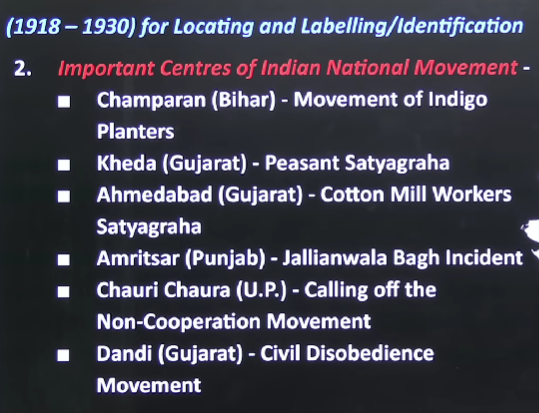 (1918 – 1930) for Locating and Labelling/Identification
2. Important Centres of Indian National Movement -
■ Champaran (Bihar) - Movement of Indigo
Planters
■ Kheda (Gujarat) - Peasant Satyagraha
■ Ahmedabad (Gujarat) - Cotton Mill Workers
Satyagraha
■ Amritsar (Punjab) - Jallianwala Bagh Incident
■ Chauri Chaura (U.P.) - Calling off the
Non-Cooperation Movement
■ Dandi (Gujarat) - Civil Disobedience
Movement